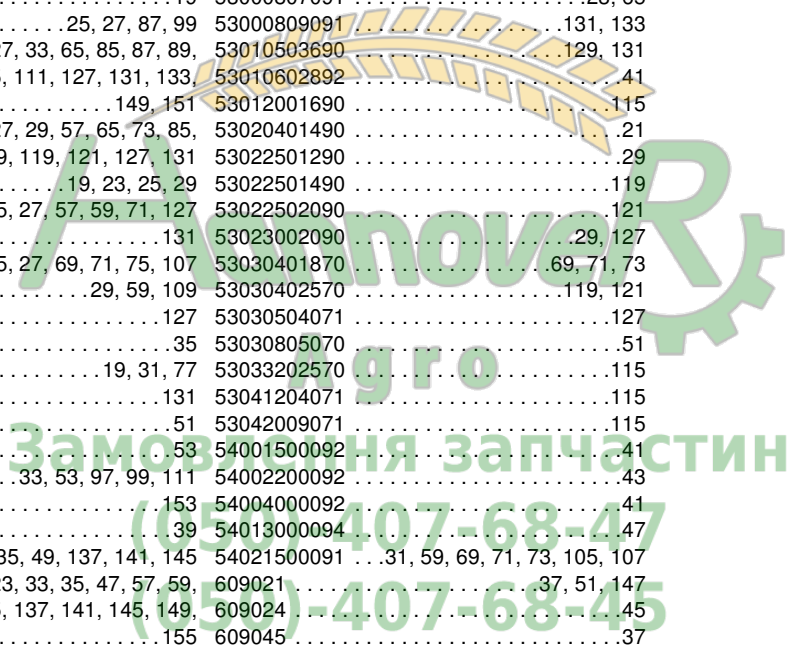 25, 27, 87, 99
27, 33, 65, 85, 87, 89,
111, 127, 131, 133,
149, 151
27, 29, 57, 65, 73, 85,
119, 121, 127, 131
19, 23, 25, 29
27, 57, 59, 71, 127
131
27, 69, 71, 75, 107
29, 59, 109
127
35
19, 31, 77
131
51
53
33, 53, 97, 99, 111
153
39
35, 49, 137, 141, 145
23, 33, 35, 47, 57, 59,
137, 141, 145, 149,
155
53000809091 . . . . . . . . . . . . . . . . . . . . . . .131, 133
53010503690 . . . . . . . . . . . . . . . . . . . . . . .129, 131
53010602892 . . . . . . . . . . . . . . . . . . . . . . . . . . . .41
53012001690 . . . . . . . . . . . . . . . . . . . . . . . . . . .115
53020401490 . . . . . . . . . . . . . . . . . . . . . . . . . . . .21
53022501290 . . . . . . . . . . . . . . . . . . . . . . . . . . . .29
53022501490 . . . . . . . . . . . . . . . . . . . . . . . . . . .119
53022502090 . . . . . . . . . . . . . . . . . . . . . . . . . . .121
53023002090 . . . . . . . . . . . . . . . . . . . . . . . .29, 127
53030401870 . . . . . . . . . . . . . . . . . . . . . .69, 71, 73
53030402570 . . . . . . . . . . . . . . . . . . . . . . .119, 121
53030504071 . . . . . . . . . . . . . . . . . . . . . . . . . . .127
53030805070 . . . . . . . . . . . . . . . . . . . . . . . . . . . .51
53033202570 . . . . . . . . . . . . . . . . . . . . . . . . . . .115
53041204071 . . . . . . . . . . . . . . . . . . . . . . . . . . .115
53042009071 . . . . . . . . . . . . . . . . . . . . . . . . . . .115
54001500092 . . . . . . . . . . . . . . . . . . . . . . . . . . . .41
54002200092 . . . . . . . . . . . . . . . . . . . . . . . . . . . .43
54004000092 . . . . . . . . . . . . . . . . . . . . . . . . . . . .41
54013000094 . . . . . . . . . . . . . . . . . . . . . . . . . . . .47
54021500091 . . .31, 59, 69, 71, 73, 105, 107
609021 . . . . . . . . . . . . . . . . . . . . . . . . . .37, 51, 147
609024 . . . . . . . . . . . . . . . . . . . . . . . . . . . . . . . . .45
609045 . . . . . . . . . . . . . . . . . . . . . . . . . . . . . . . . .37
AannoveR
Agro
Замовлення запчастин
(050)-407-68-47
(050)-407-68-45